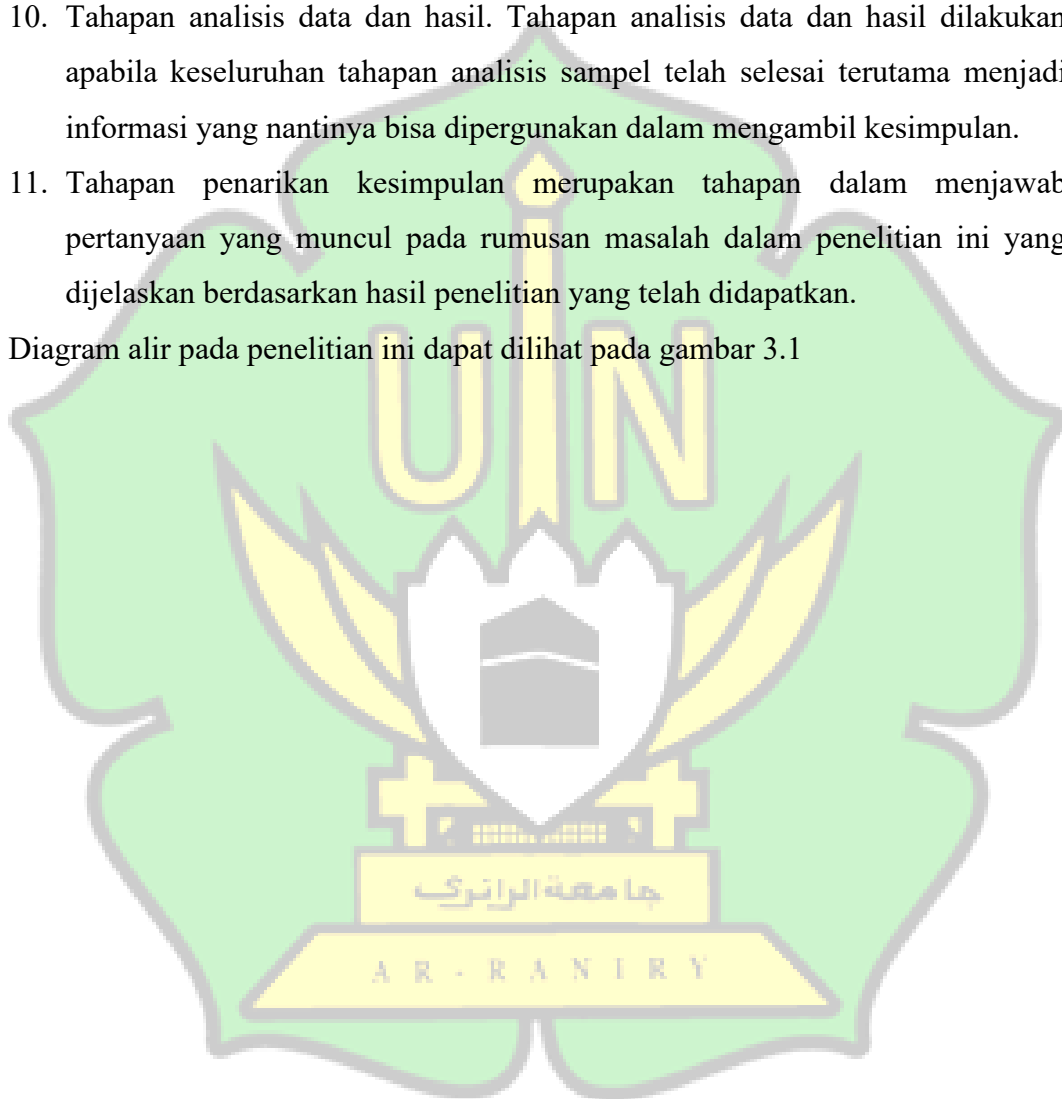 10. Tahapan analisis data dan hasil. Tahapan analisis data dan hasil dilakukan
apabila keseluruhan tahapan analisis sampel telah selesai terutama menjadi
informasi yang nantinya bisa dipergunakan dalam mengambil kesimpulan.
11. Tahapan penarikan kesimpulan merupakan tahapan dalam menjawab
pertanyaan yang muncul pada rumusan masalah dalam penelitian ini yang
dijelaskan berdasarkan hasil penelitian yang telah didapatkan.
Diagram alir pada penelitian ini dapat dilihat pada gambar 3.1
U I N
جامعة الرانري
AR-RANIRY